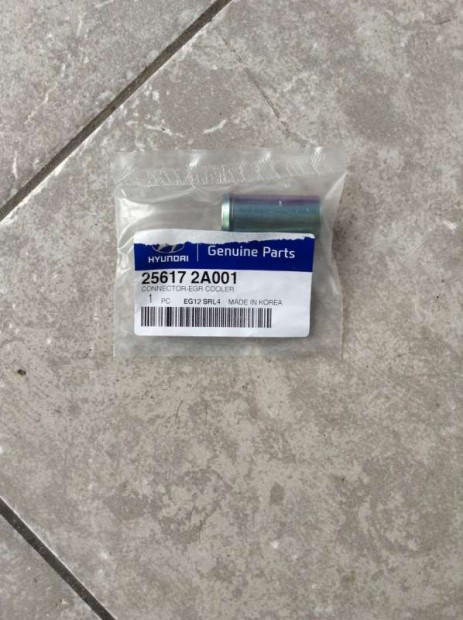 HYUNDAI
Genuine Parts
25617 2A001
CONNECTOR-EGR COOLER
1 PC EG12 SRL4 MADE IN KOREA